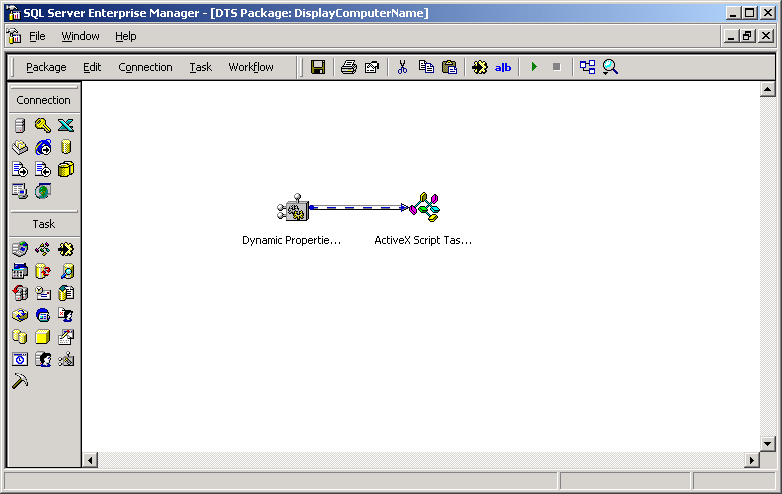 SQL Server Enterprise Manager - [DTS Package: DisplayComputerName]
File Window Help
Package Edit Connection Task Workflow a|b
Connection
Task
Dynamic Propertie... ActiveX Script Tas...